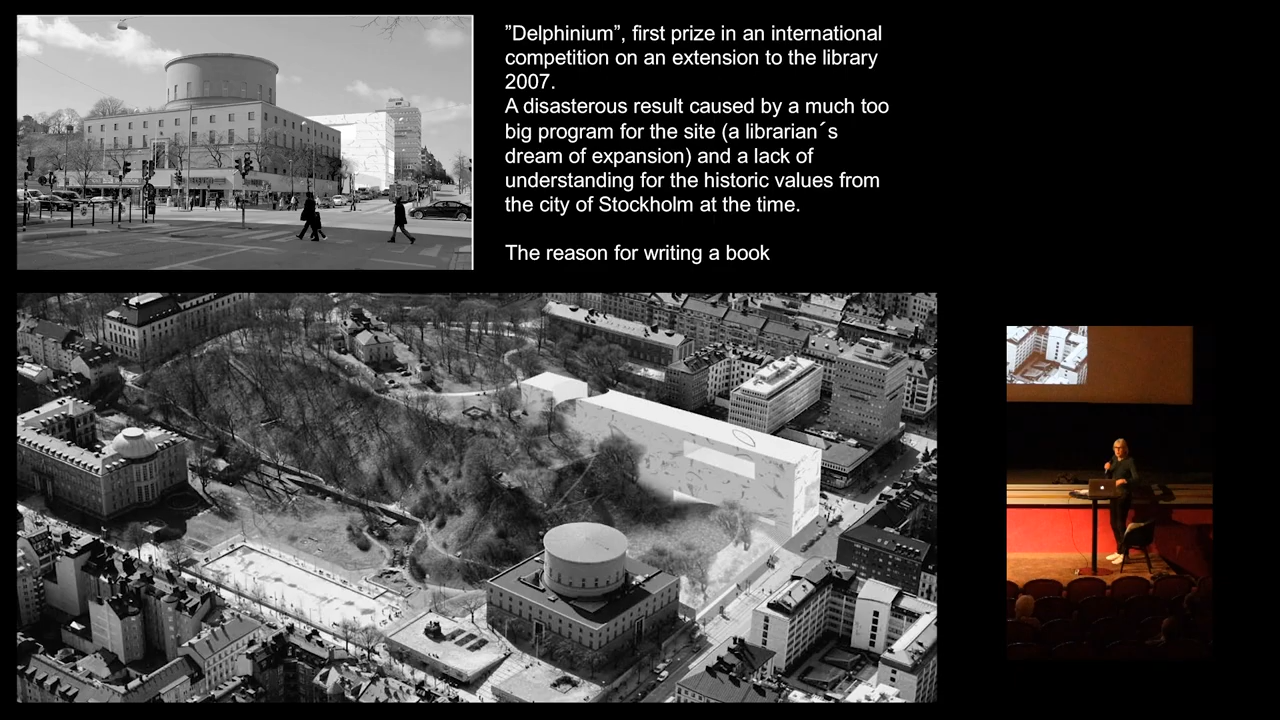 ”Delphinium”, first prize in an international
competition on an extension to the library
2007.
A disasterous result caused by a much too
big program for the site (a librarian´s
dream of expansion) and a lack of
understanding for the historic values from
the city of Stockholm at the time.
The reason for writing a book